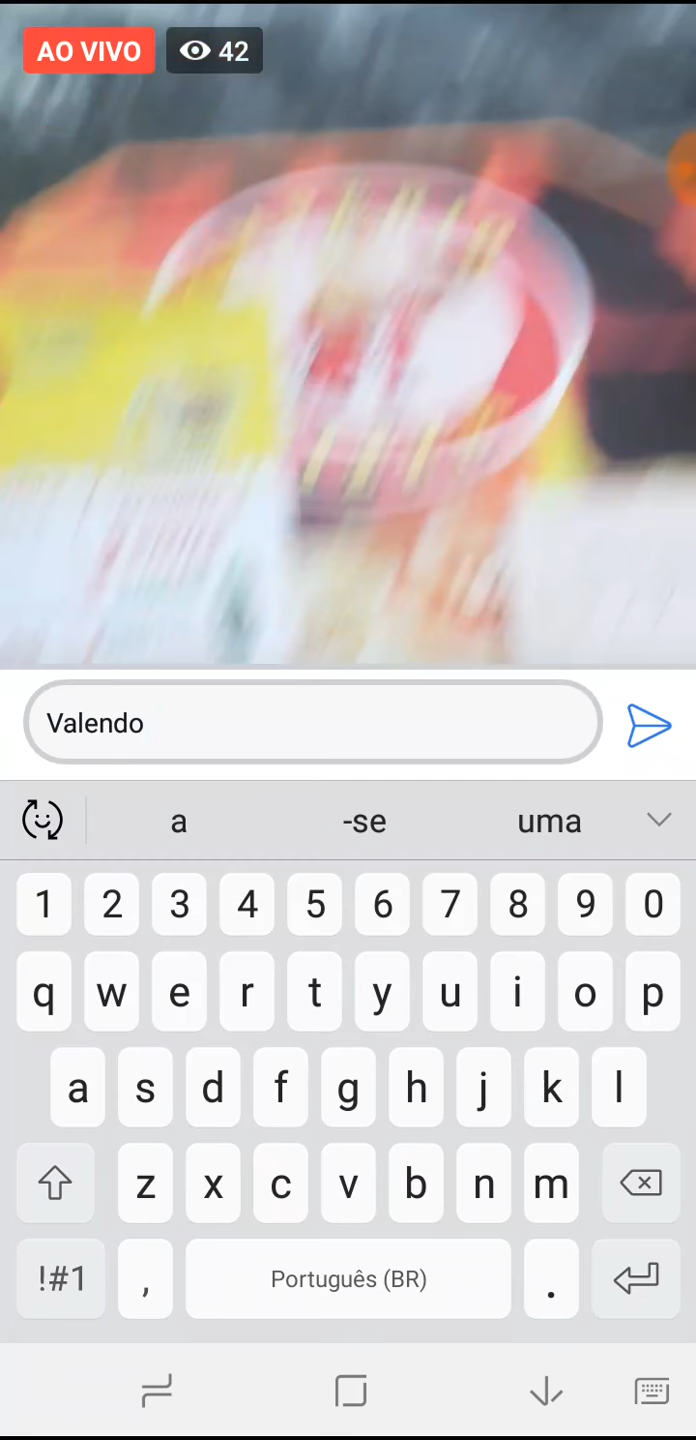 AO VIVO 42
Valendo
a -se uma
1 2 3 4 5 6 7 8 9 0
q w e r t y u i o p
a s d f g h j k l
z x c v b n m
!#1 , Português (BR) .